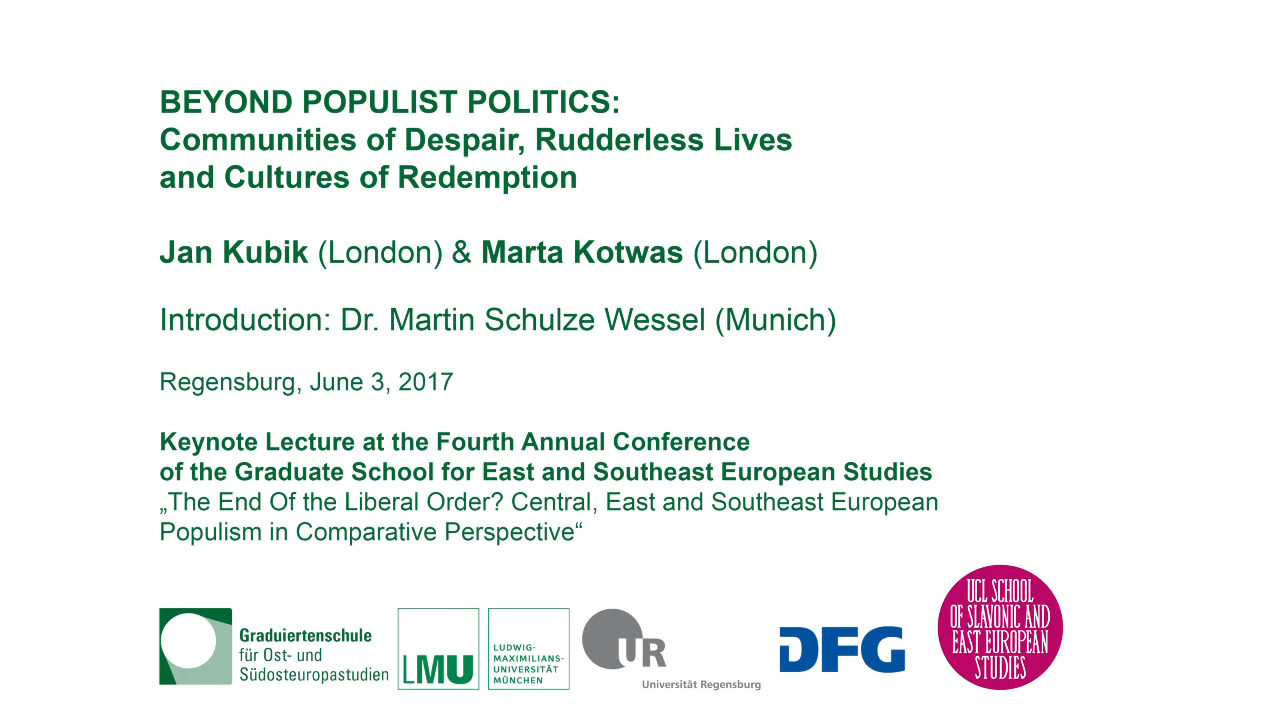 BEYOND POPULIST POLITICS:
Communities of Despair, Rudderless Lives
and Cultures of Redemption
Jan Kubik (London) & Marta Kotwas (London)
Introduction: Dr. Martin Schulze Wessel (Munich)
Regensburg, June 3, 2017
Keynote Lecture at the Fourth Annual Conference
of the Graduate School for East and Southeast European Studies
„The End Of the Liberal Order? Central, East and Southeast European
Populism in Comparative Perspective“
Graduiertenschule
für Ost- und
Südosteuropastudien
LMU
LUDWIG-
MAXIMILIANS-
UNIVERSITÄT
MÜNCHEN
UR
Universität Regensburg
DFG
UCL SCHOOL
OF SLAVONIC AND
EAST EUROPEAN
STUDIES